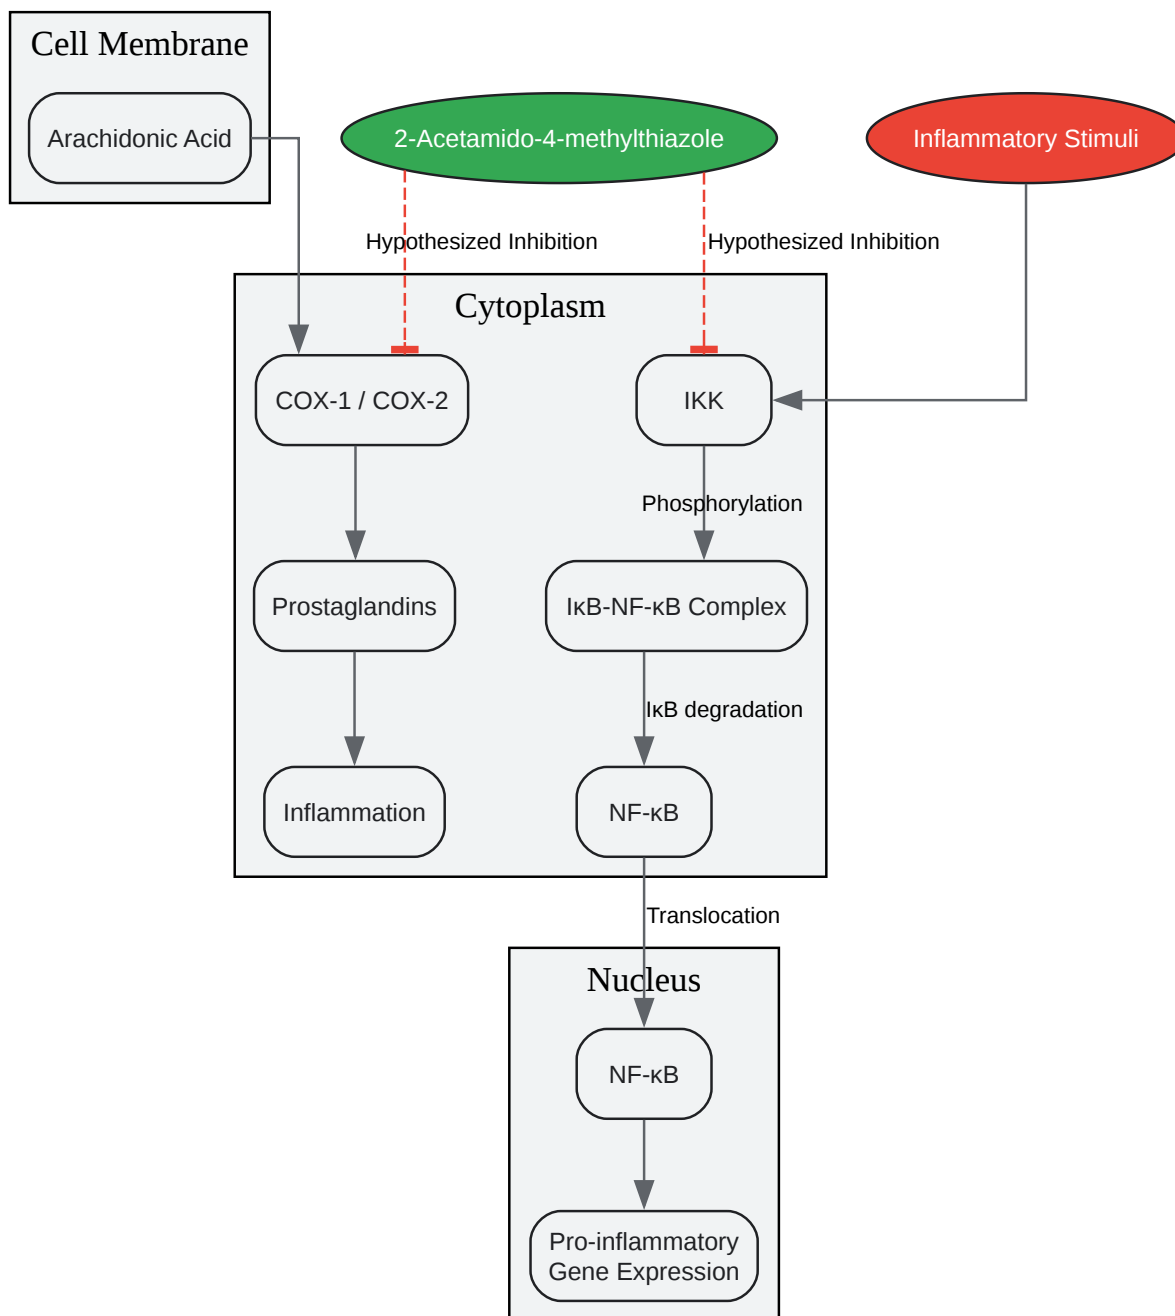 Cell Membrane
Arachidonic Acid
2-Acetamido-4-methylthiazole
Inflammatory Stimuli
Hypothesized Inhibition
Hypothesized Inhibition
Cytoplasm
COX-1 / COX-2
IKK
Phosphorylation
Prostaglandins
IκB-NF-κB Complex
IκB degradation
Inflammation
NF-κB
Translocation
Nucleus
NF-κB
Pro-inflammatory
Gene Expression